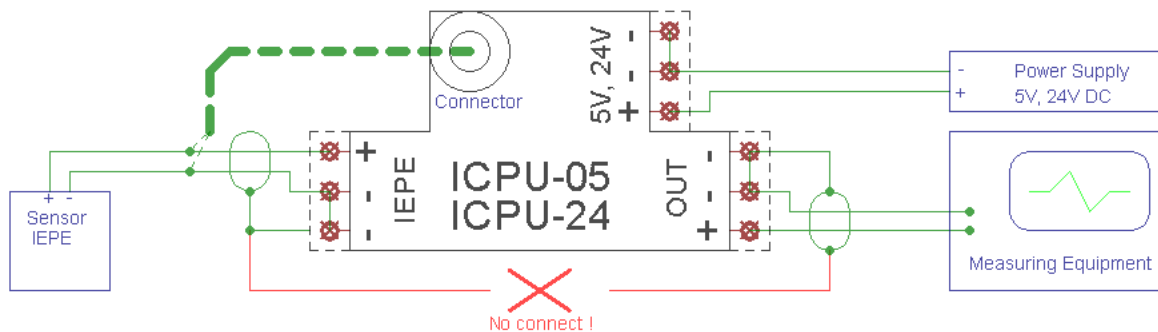 Connector
5V, 24V
-
-
+
Power Supply
5V, 24V DC
-
+
+ -
Sensor
IEPE
+
-
-
IEPE
ICPU-05
ICPU-24
OUT
-
-
+
Measuring Equipment
No connect !